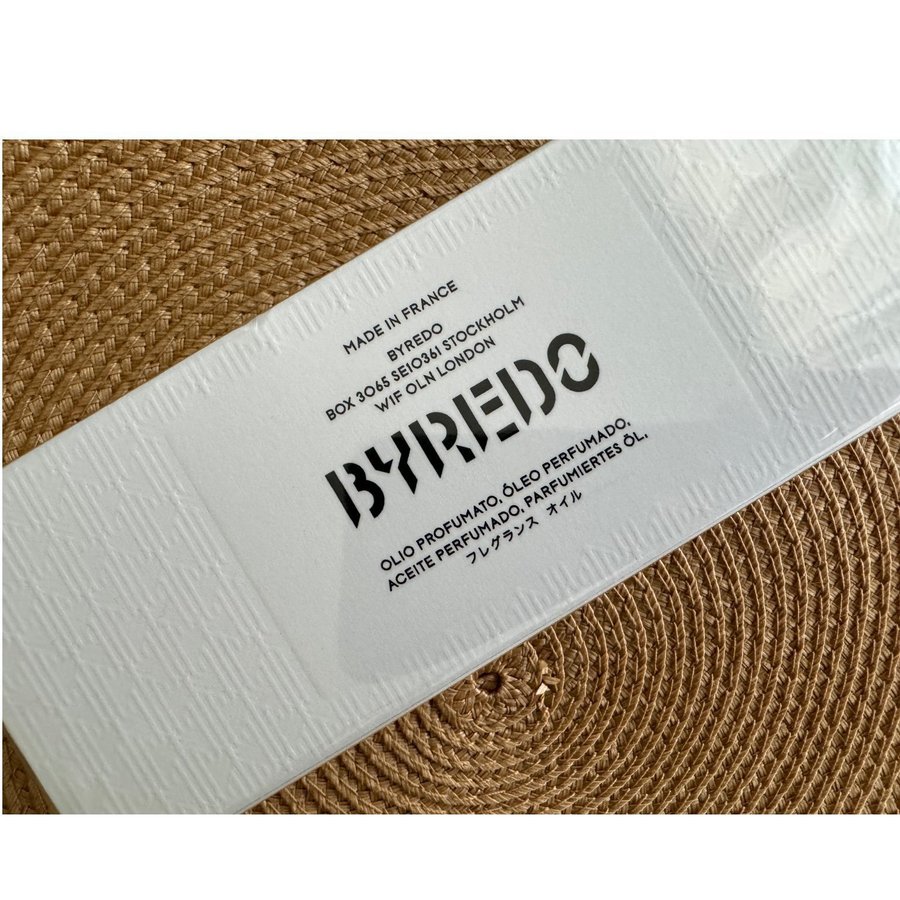 MADE IN FRANCE
BYREDO
BOX 3065 SE10361 STOCKHOLM
W1F 0LN LONDON
BYREDO
OLIO PROFUMATO, ÓLEO PERFUMADO,
ACEITE PERFUMADO, PARFUMIERTES ÖL,
フレグランス オイル